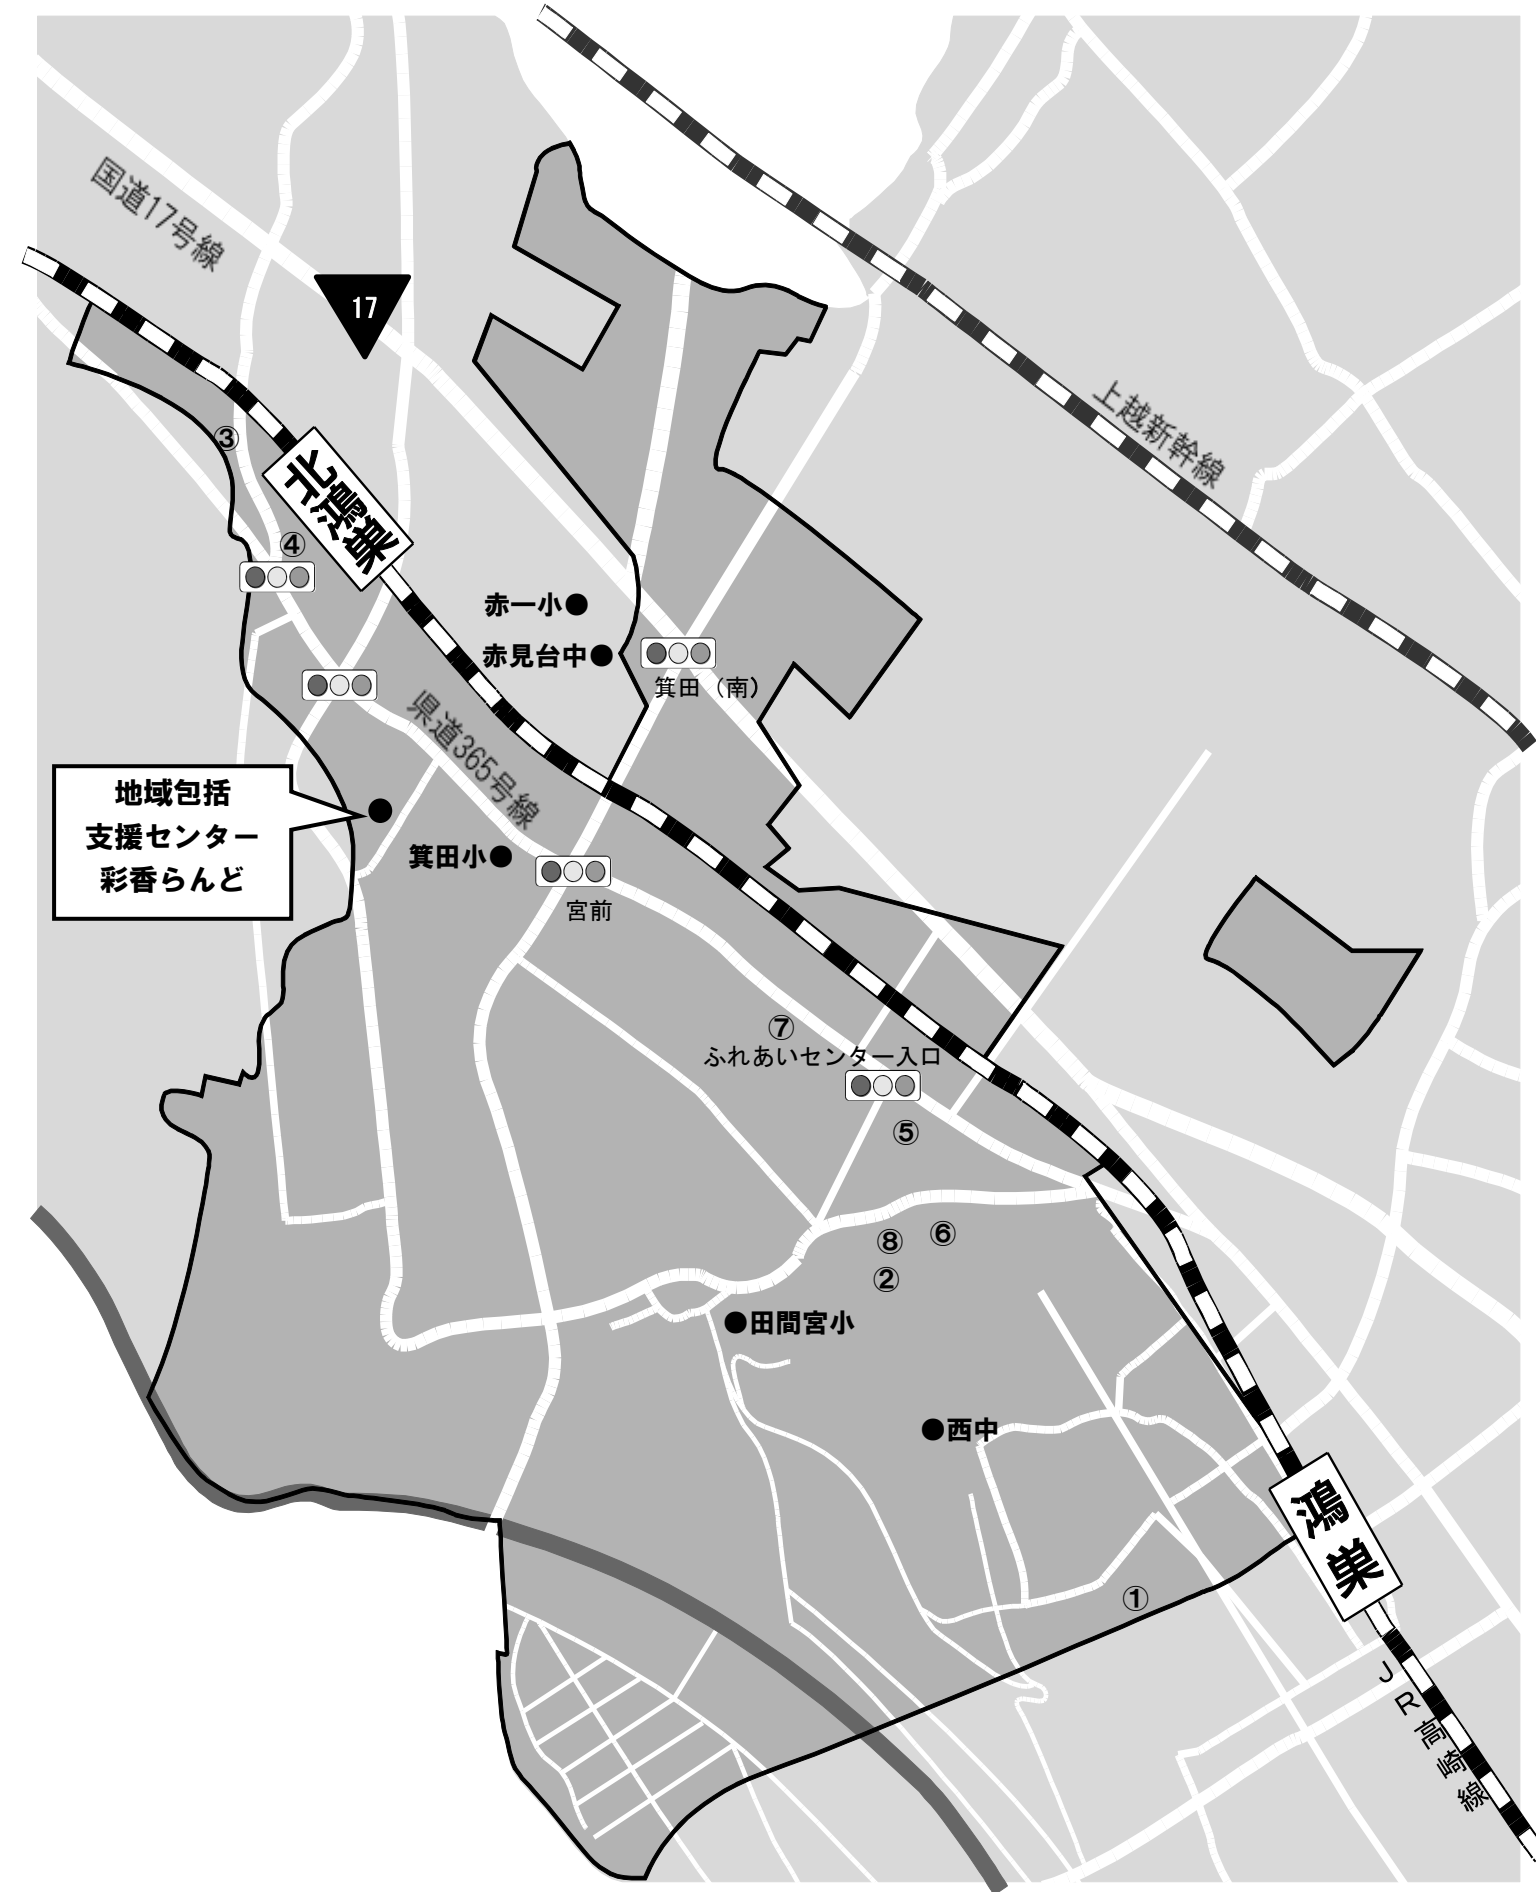 国道17号線
17
上越新幹線
③
北鴻巣
④
赤一小●
赤見台中●
箕田（南）
県道365号線
地域包括
支援センター
彩香らんど
箕田小●
宮前
⑦
ふれあいセンター入口
⑤
⑥
⑧
②
●田間宮小
●西中
鴻巣
①
JR高崎線